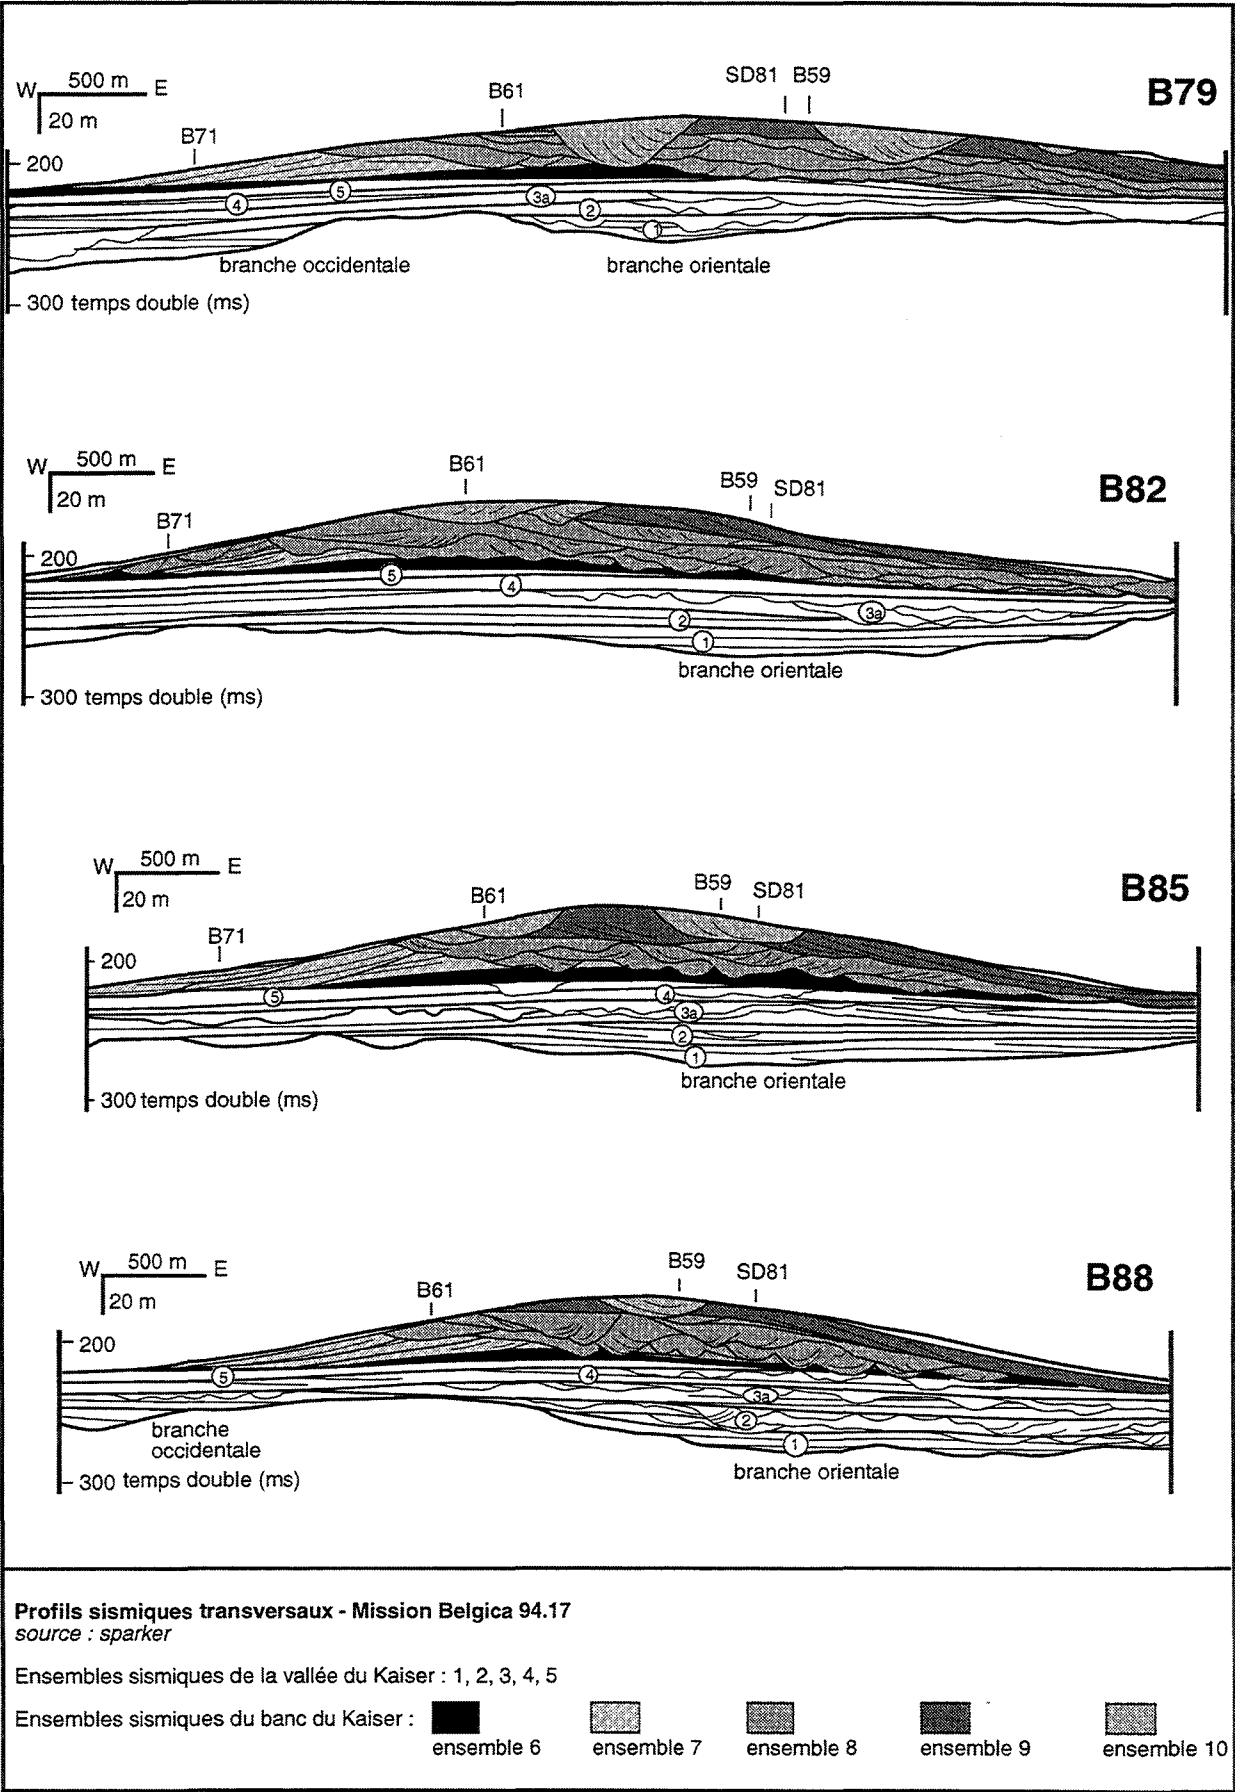 500 m
W E
20 m
B71
B61
SD81 B59
B79
200
4
5
3a
2
1
branche occidentale
branche orientale
300 temps double (ms)
500 m
W E
20 m
B71
B61
B59
SD81
B82
200
5
4
3a
2
1
branche orientale
300 temps double (ms)
500 m
W E
20 m
B71
B61
B59
SD81
B85
200
5
4
3a
2
1
branche orientale
300 temps double (ms)
500 m
W E
20 m
B61
B59
SD81
B88
200
5
4
3a
2
1
branche
occidentale
branche orientale
300 temps double (ms)
Profils sismiques transversaux - Mission Belgica 94.17
source : sparker
Ensembles sismiques de la vallée du Kaiser : 1, 2, 3, 4, 5
Ensembles sismiques du banc du Kaiser :
ensemble 6 ensemble 7 ensemble 8 ensemble 9 ensemble 10